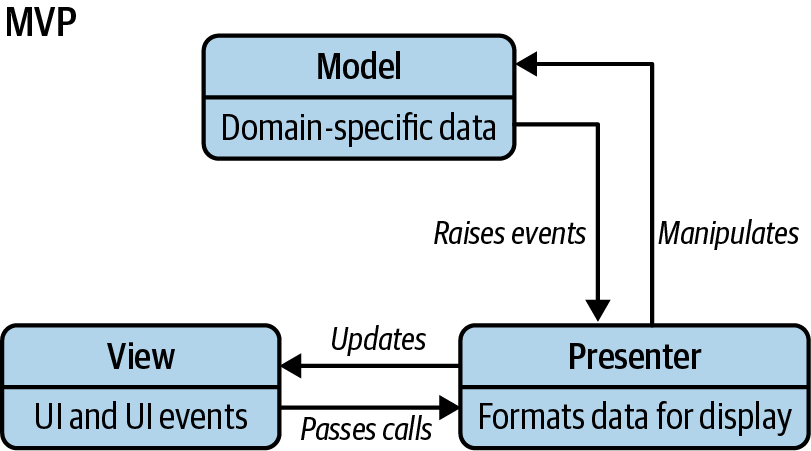 MVP
Model
Domain-specific data
Raises events
Manipulates
Updates
View
UI and UI events
Passes calls
Presenter
Formats data for display